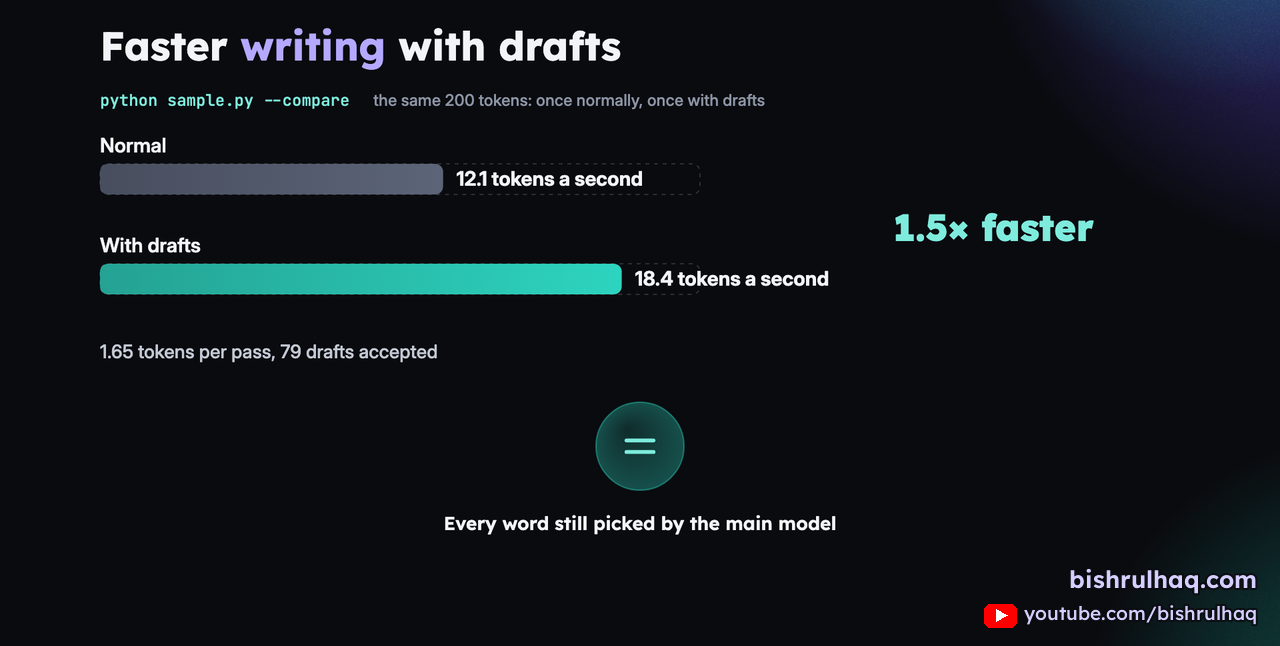 Faster writing with drafts
python sample.py --compare the same 200 tokens: once normally, once with drafts
Normal
12.1 tokens a second
1.5× faster
With drafts
18.4 tokens a second
1.65 tokens per pass, 79 drafts accepted
=
Every word still picked by the main model
bishrulhaq.com
youtube.com/bishrulhaq